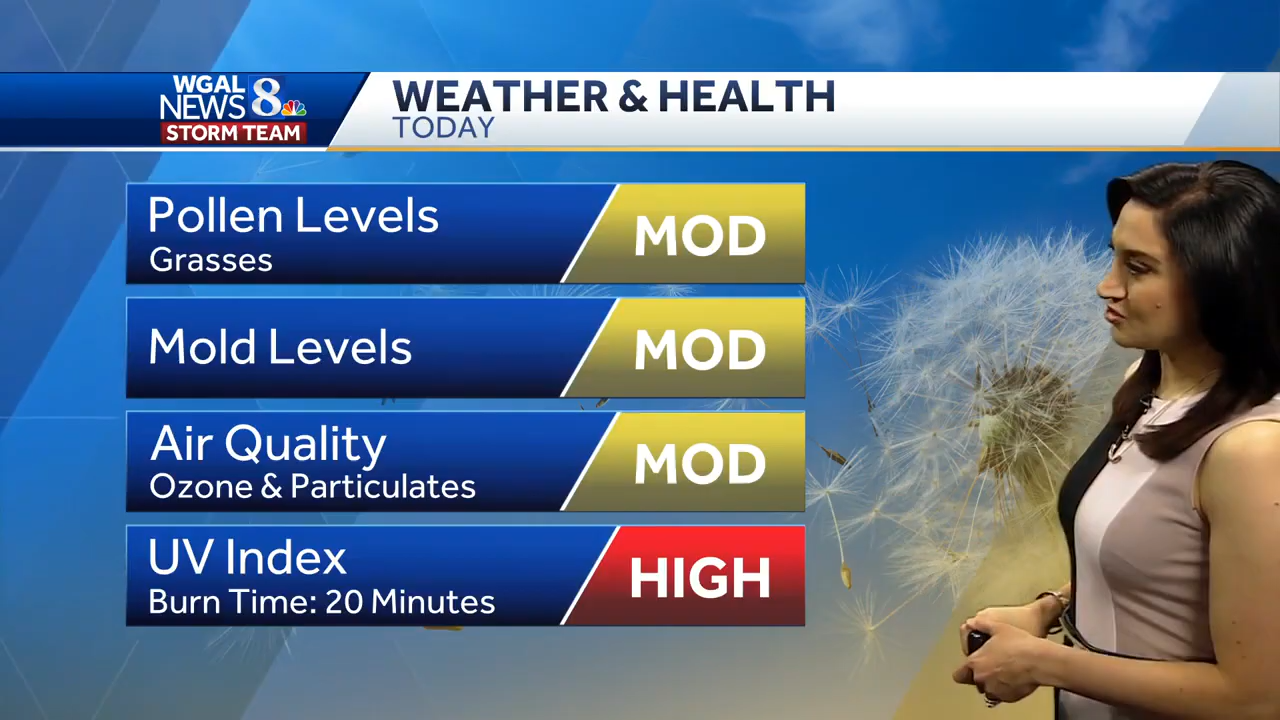 WGAL
NEWS 8
STORM TEAM
WEATHER & HEALTH
TODAY
Pollen Levels
Grasses
MOD
Mold Levels
MOD
Air Quality
Ozone & Particulates
MOD
UV Index
Burn Time: 20 Minutes
HIGH